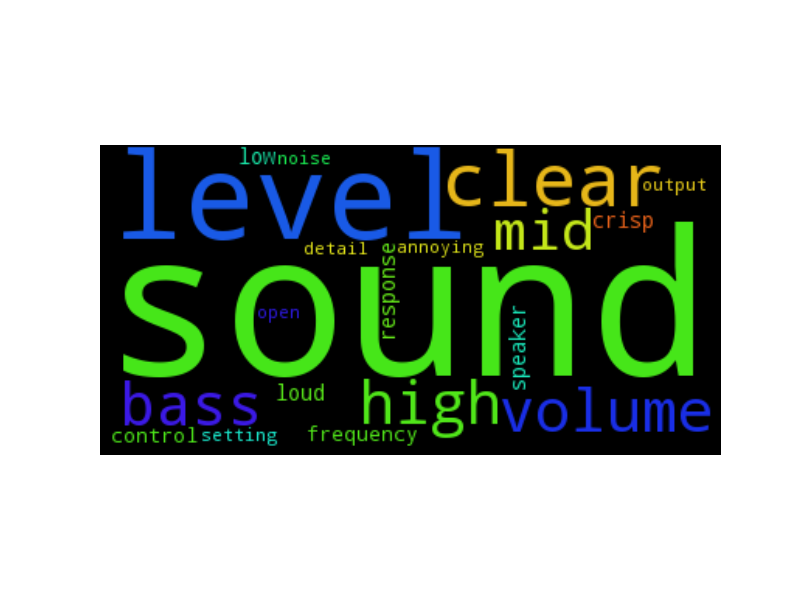 low noise
level
clear
output
mid
crisp
detail
annoying
response
sound
open
speaker
bass
loud
high
volume
control
setting
frequency